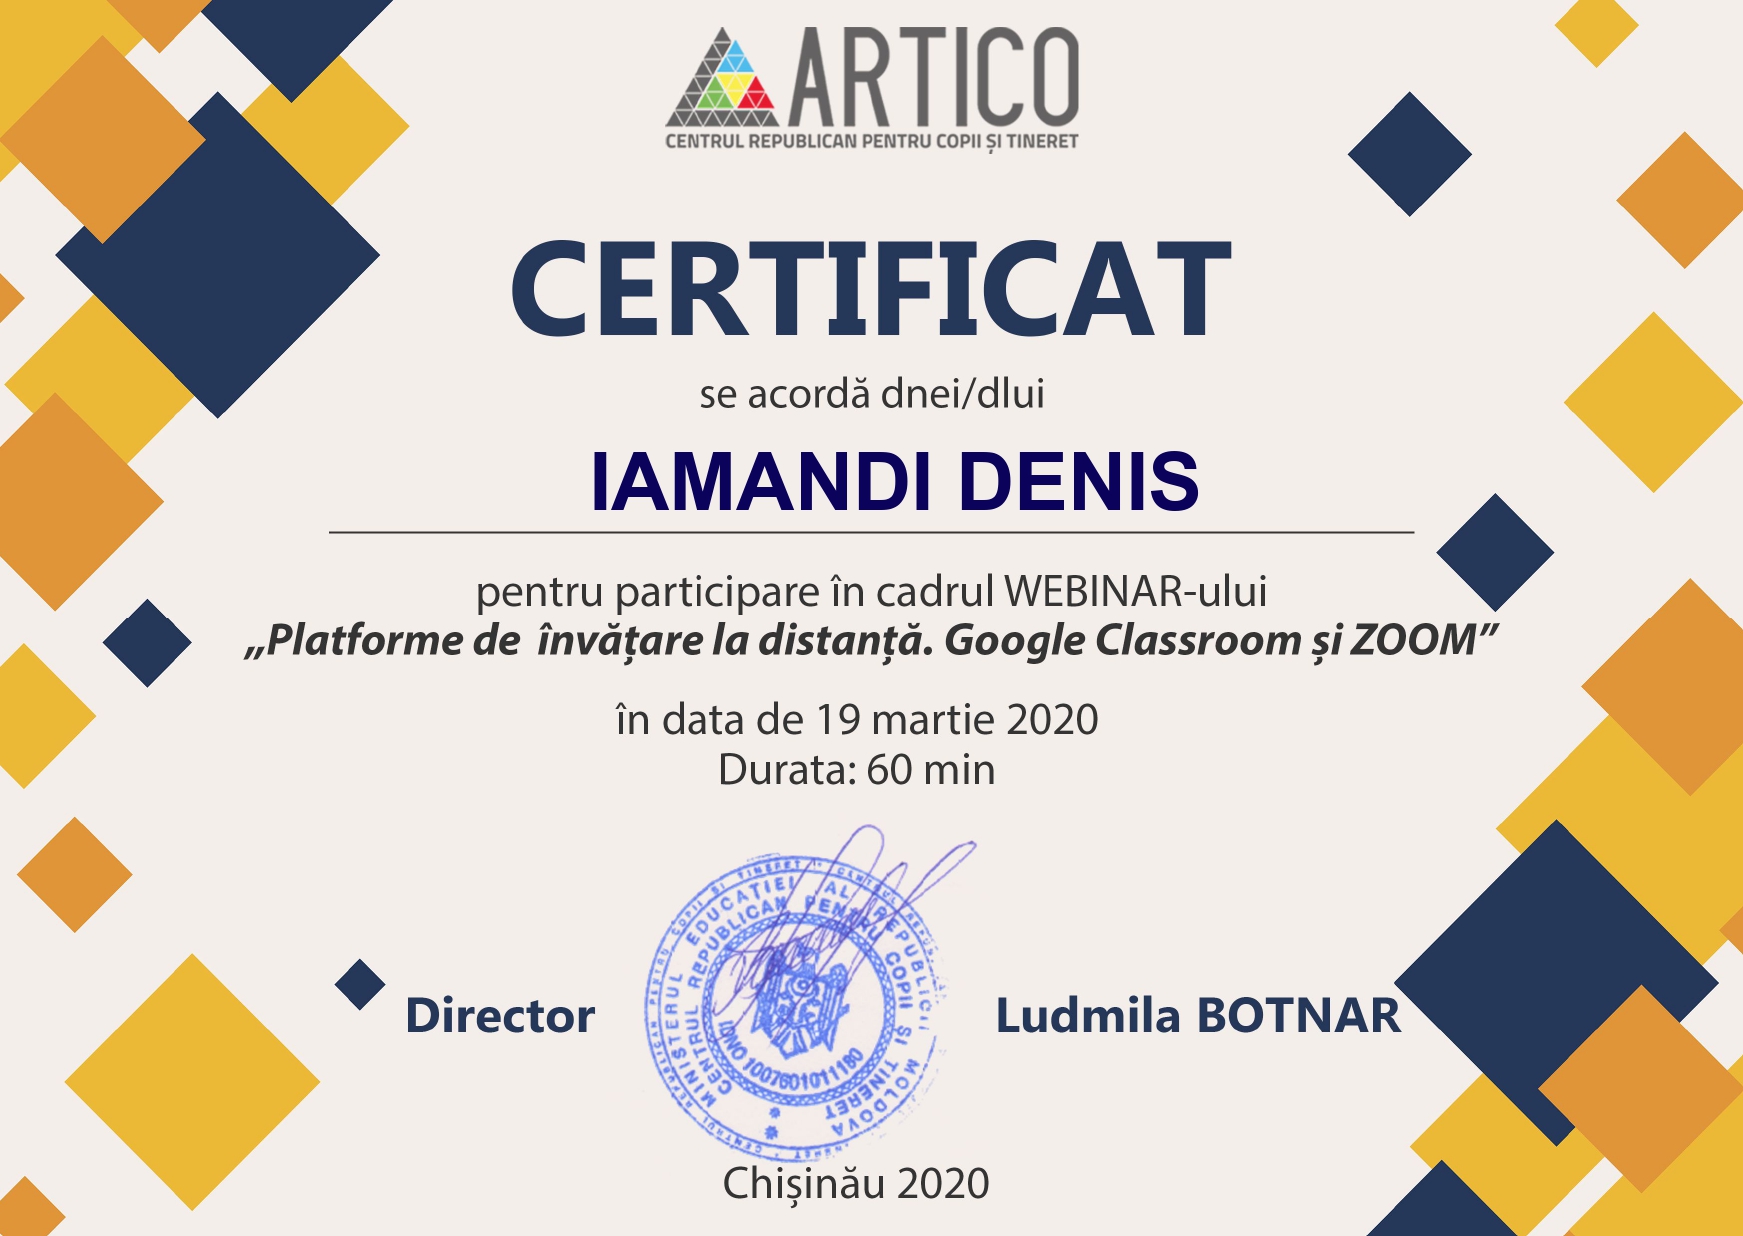 ARTICO
CENTRUL REPUBLICAN PENTRU COPII ȘI TINERET
CERTIFICAT
se acordă dnei/dlui
IAMANDI DENIS
pentru participare în cadrul WEBINAR-ului
„Platforme de învățare la distanță. Google Classroom și ZOOM”
în data de 19 martie 2020
Durata: 60 min
MINISTERUL EDUCAȚIEI AL REPUBLICII MOLDOVA
CENTRUL REPUBLICAN PENTRU COPII ȘI TINERET
IDNO 1007601011180
Director
Ludmila BOTNAR
Chișinău 2020